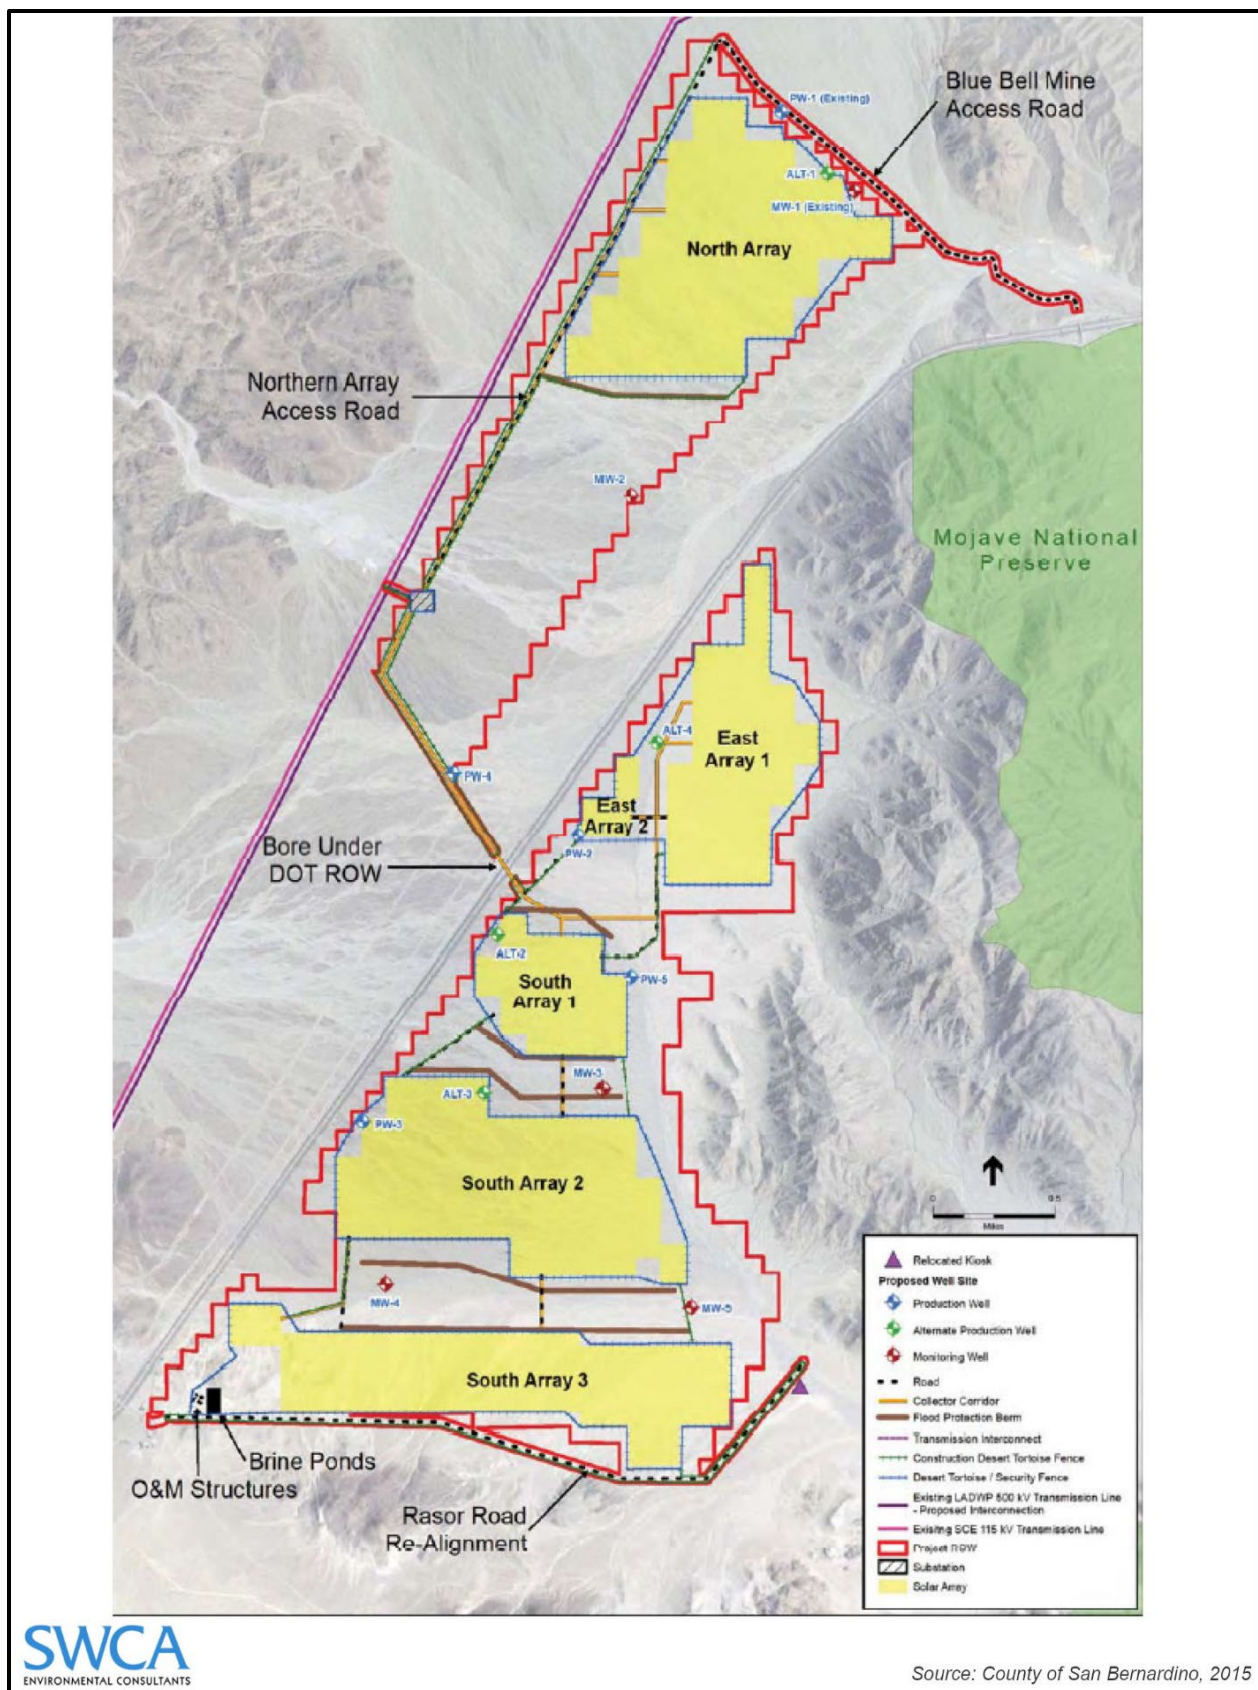 Blue Bell Mine
Access Road
PW-1 (Existing)
ALT-1
MW-1 (Existing)
North Array
Northern Array
Access Road
MW-2
Mojave National
Preserve
ALT-4
East
Array 1
PW-4
East
Array 2
PW-2
Bore Under
DOT ROW
ALT-2
South
Array 1
PW-5
MW-3
ALT-3
PW-3
South Array 2
0
0.5
Miles
MW-4
MW-5
South Array 3
Brine Ponds
O&M Structures
Rasor Road
Re-Alignment
Relocated Kiosk
Proposed Well Site
Production Well
Alternate Production Well
Monitoring Well
Road
Collector Corridor
Flood Protection Berm
Transmission Interconnect
Construction Desert Tortoise Fence
Desert Tortoise / Security Fence
Existing LADWP 500 kV Transmission Line
- Proposed Interconnection
Exisitng SCE 115 kV Transmission Line
Project ROW
Substation
Solar Array
SWCA
ENVIRONMENTAL CONSULTANTS
Source: County of San Bernardino, 2015